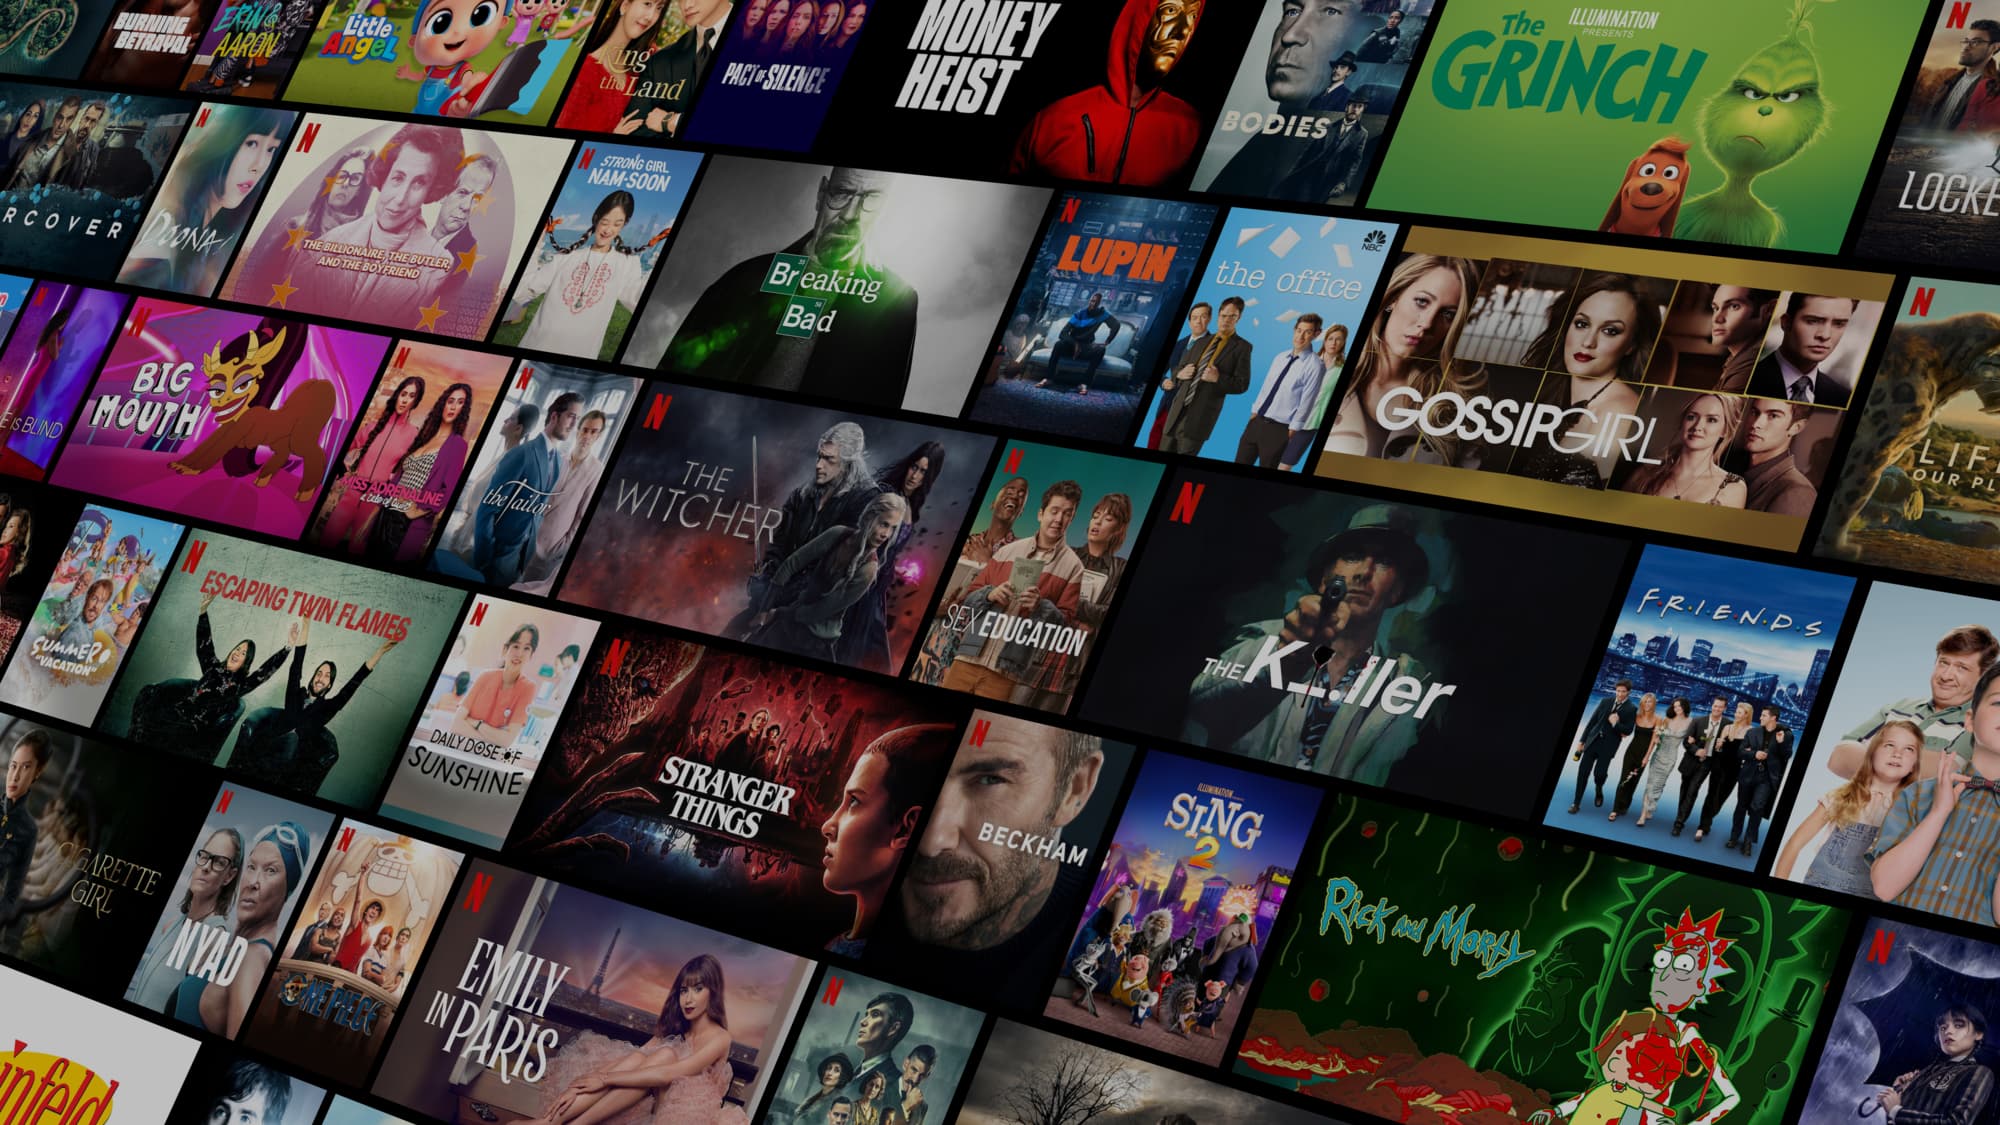 BURNING
BETRAYAL
ERIN &
AARON
Little
Angel
King
the Land
PACT OF SILENCE
MONEY
HEIST
BODIES
ILLUMINATION
PRESENTS
The
GRINCH
N
LOCKE
RCOVER
N
DOONA!
N
THE BILLIONAIRE, THE BUTLER,
AND THE BOYFRIEND
N
STRONG GIRL
NAM-SOON
Breaking
Bad
N
LUPIN
NBC
the office
GOSSIP GIRL
N
LIFE
OUR PL
N
E IS BLIND
N
BIG
MOUTH
N
MISS ADRENALINE
a tale of twins
N
the Tailor
N
THE
WITCHER
N
SEX EDUCATION
N
THE K_.ller
F.R.I.E.N.D.S
SUMMER
"VACATION"
N
ESCAPING TWIN FLAMES
N
DAILY DOSE OF
SUNSHINE
N
STRANGER
THINGS
N
BECKHAM
ILLUMINATION
SING
2
Rick and Morty
N
CIGARETTE
GIRL
N
NYAD
N
ONE PIECE
N
EMILY
IN PARIS
N
infeld